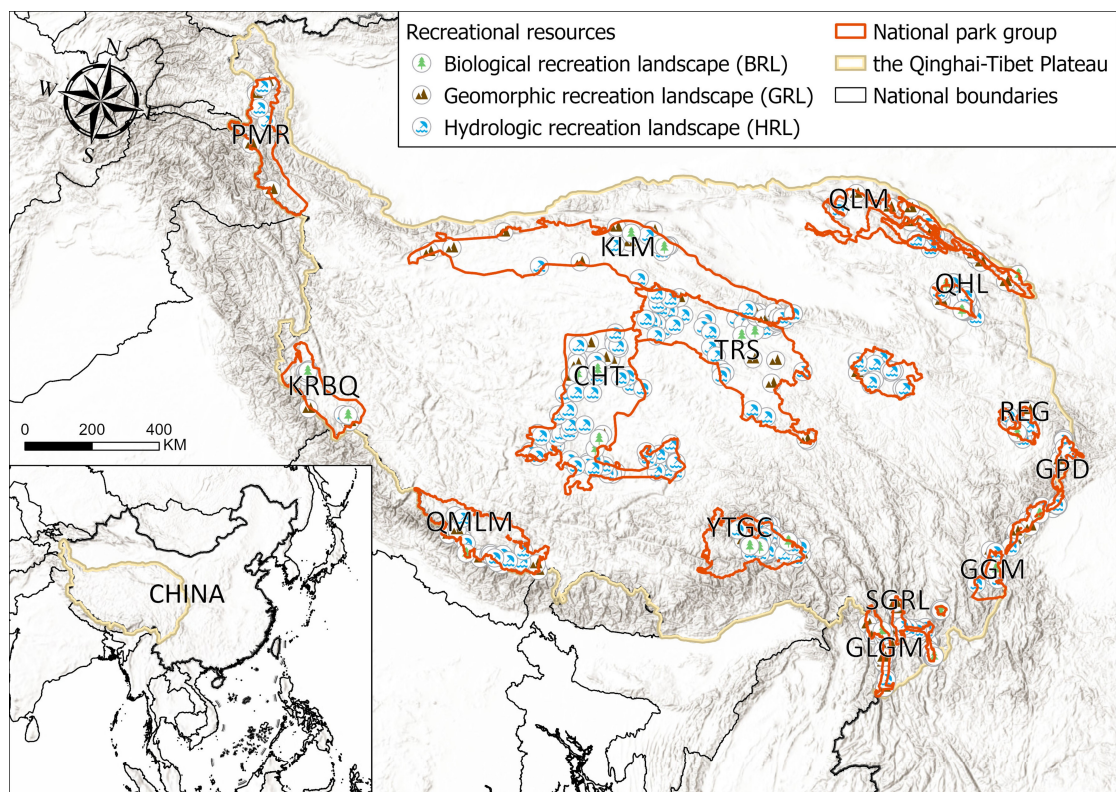 Recreational resources
Biological recreation landscape (BRL)
Geomorphic recreation landscape (GRL)
Hydrologic recreation landscape (HRL)
National park group
the Qinghai-Tibet Plateau
National boundaries
N
W
E
S
PMR
QLM
KLM
QHL
TRS
CHT
KRBQ
REG
GPD
0 200 400
KM
QMLM
YTGC
GGM
SGRL
GLGM
CHINA